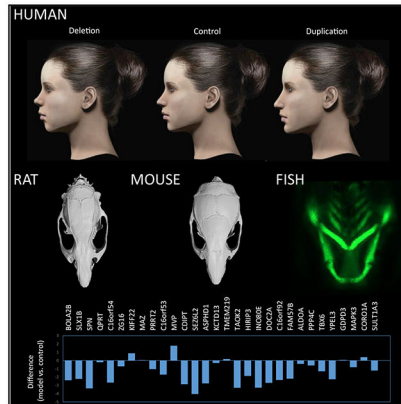 HUMAN
Deletion Control Duplication
RAT MOUSE FISH
BOLA2B
SLX1B
SPN
QPRT
C16orf54
ZG16
KIFF22
MAZ
PRRT2
C16orf53
MVP
CDIPT
SEZ6L2
ASPHD1
KCTD13
TMEM219
TAOK2
HIRIP3
INO80E
DOC2A
C16orf92
FAM57B
ALDOA
PPP4C
TBX6
YPEL3
GDPD3
MAPK3
CORO1A
SULT1A3
Difference
(model vs. control)